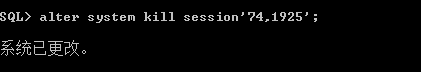 SQL> alter system kill session'74,1925';
系统已更改。